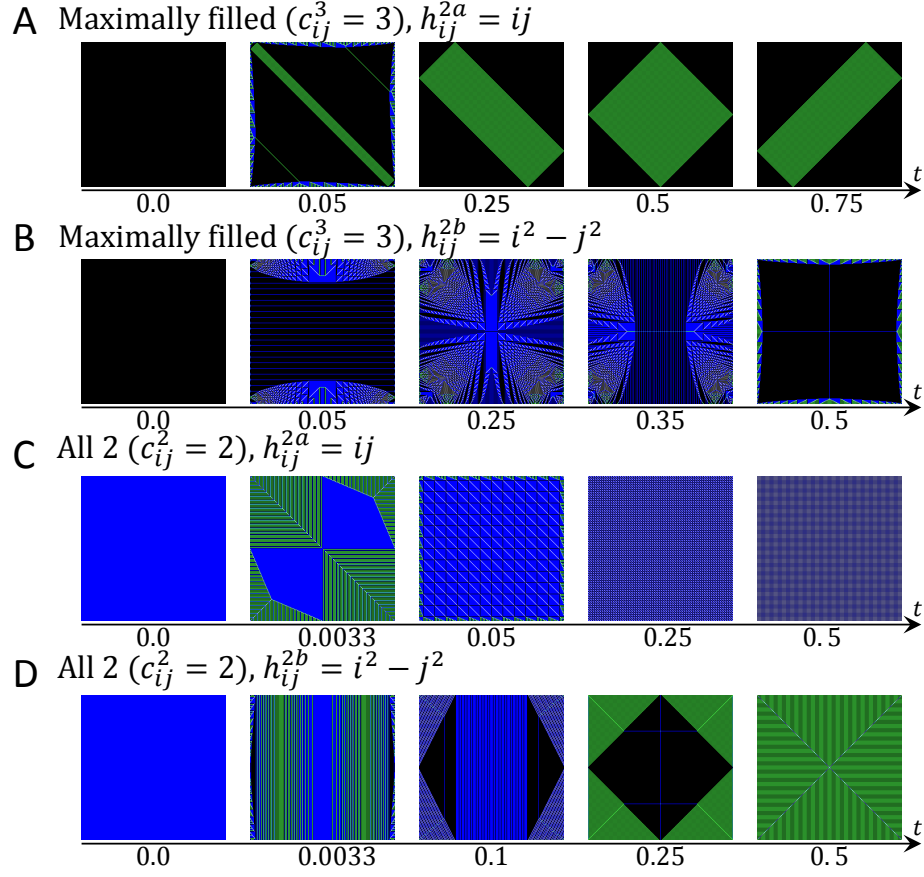 A Maximally filled (c³ᵢⱼ = 3), h²ᵃᵢⱼ = ij
0.0 0.05 0.25 0.5 0.75 t
B Maximally filled (c³ᵢⱼ = 3), h²ᵇᵢⱼ = i² − j²
0.0 0.05 0.25 0.35 0.5 t
C All 2 (c²ᵢⱼ = 2), h²ᵃᵢⱼ = ij
0.0 0.0033 0.05 0.25 0.5 t
D All 2 (c²ᵢⱼ = 2), h²ᵇᵢⱼ = i² − j²
0.0 0.0033 0.1 0.25 0.5 t